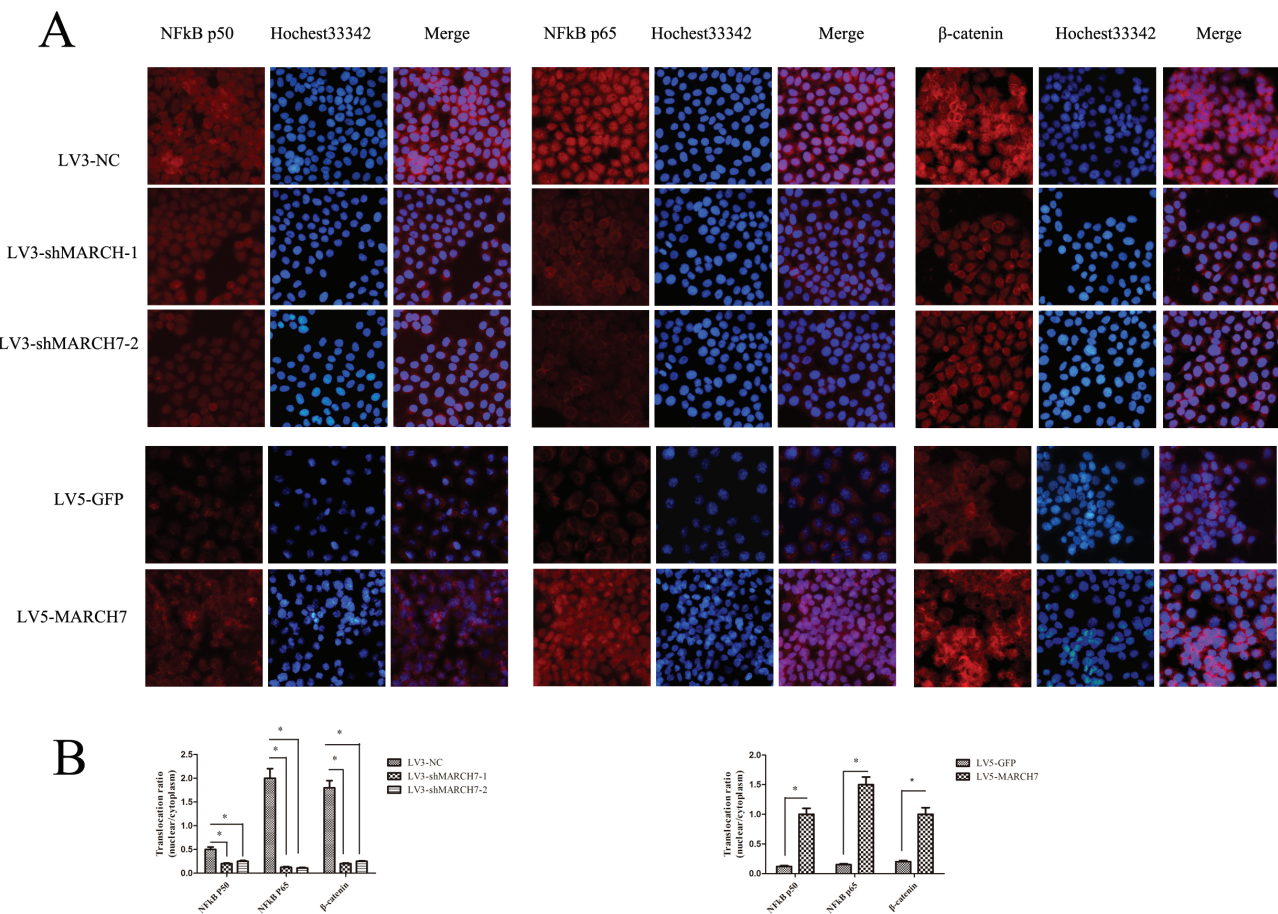 A
NFkB p50 Hochest33342 Merge NFkB p65 Hochest33342 Merge β-catenin Hochest33342 Merge
LV3-NC
LV3-shMARCH-1
LV3-shMARCH7-2
LV5-GFP
LV5-MARCH7
B
Translocation ratio
(nuclear/cytoplasm)
2.5
2.0
1.5
1.0
0.5
0.0
* * * * * *
NFkB P50 NFkB P65 β-catenin
LV3-NC
LV3-shMARCH7-1
LV3-shMARCH7-2
Translocation ratio
(nuclear/cytoplasm)
2.0
1.5
1.0
0.5
0.0
* * *
NFkB p50 NFkB p65 β-catenin
LV5-GFP
LV5-MARCH7